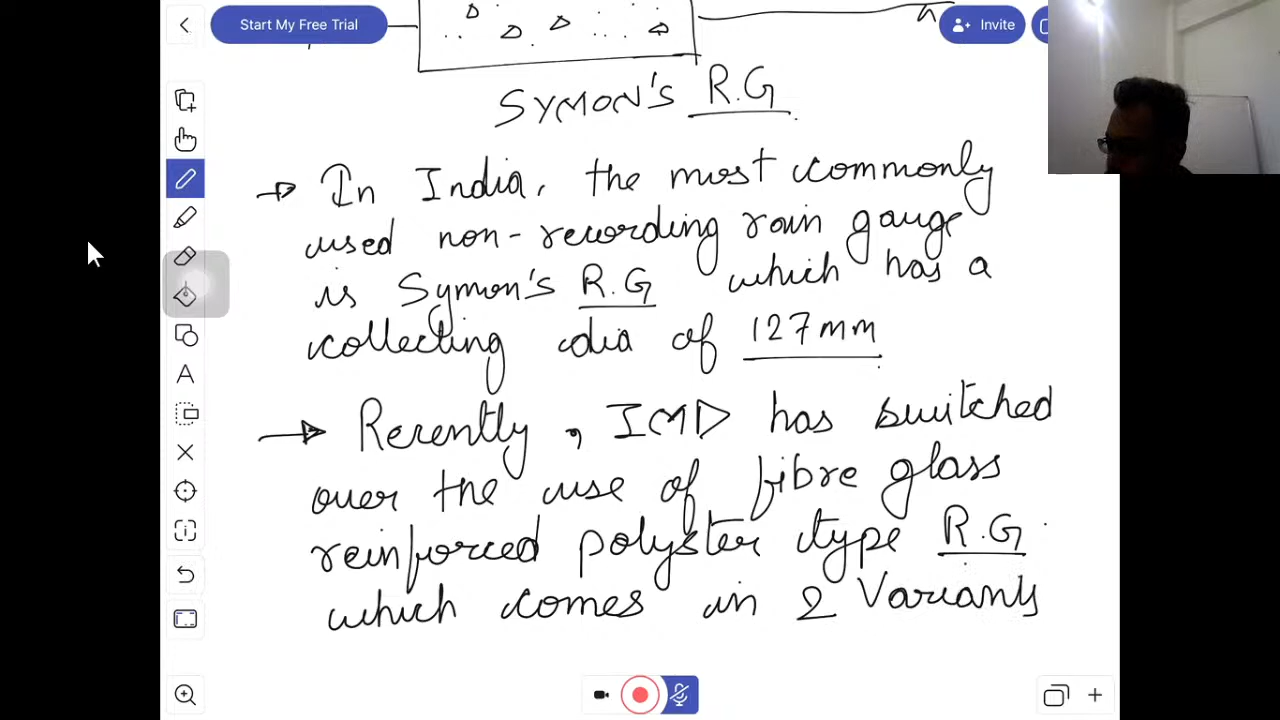 Start My Free Trial
Invite
SYMON'S R.G
→ In India, the most commonly
used non-recording rain gauge
is Symon's R.G which has a
collecting dia of 127mm
→ Recently, IMD has switched
over the use of fibre glass
reinforced polyster type R.G
which comes in 2 Variants